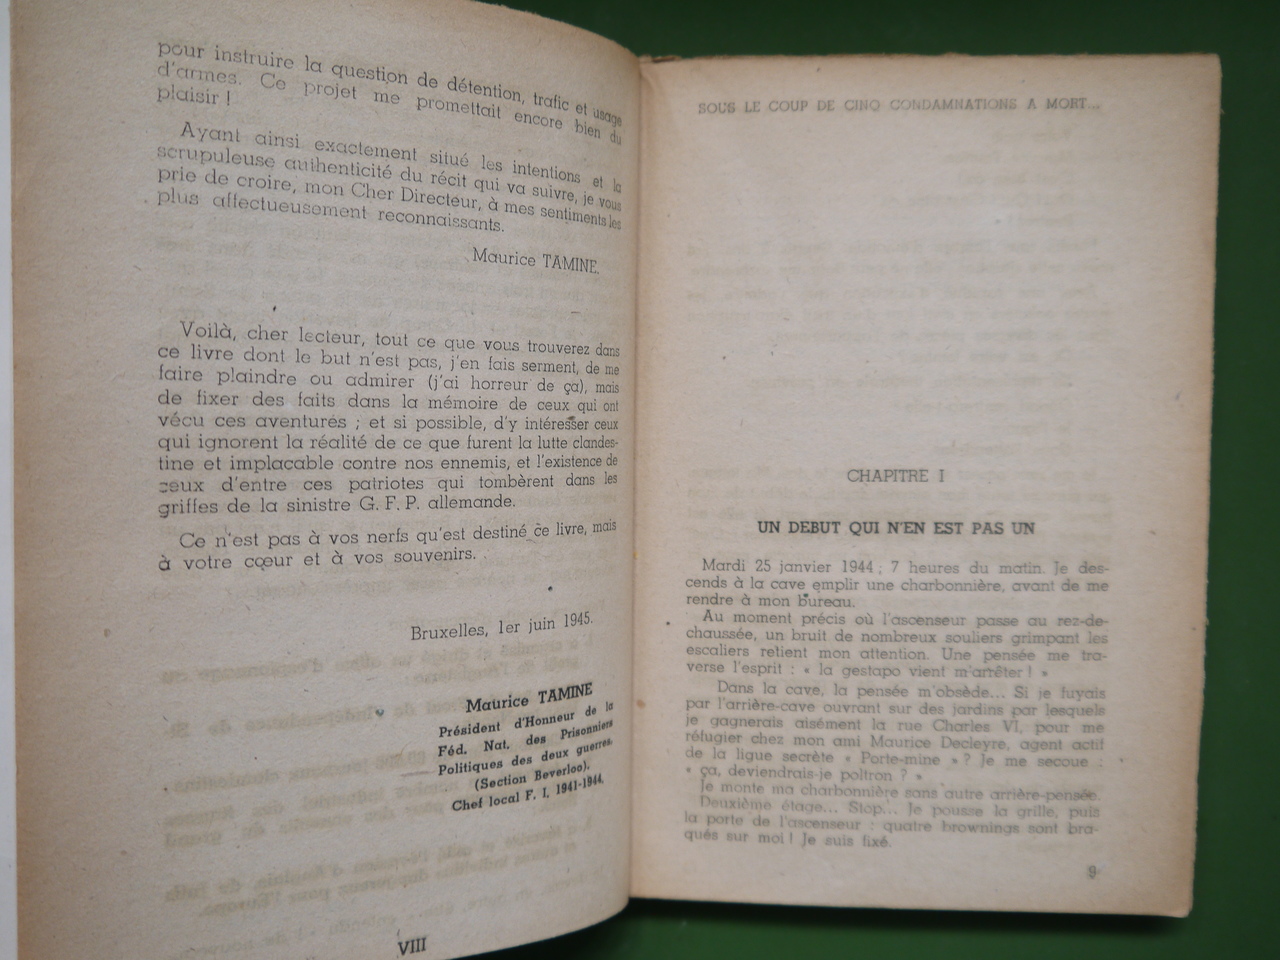 pour instruire la question de détention, trafic et usage
d'armes. Ce projet me promettait encore bien du
plaisir !
Ayant ainsi exactement situé les intentions et la
scrupuleuse authenticité du récit qui va suivre, je vous
prie de croire, mon Cher Directeur, à mes sentiments les
plus affectueusement reconnaissants.
Maurice TAMINE.
Voilà, cher lecteur, tout ce que vous trouverez dans
ce livre dont le but n'est pas, j'en fais serment, de me
faire plaindre ou admirer (j'ai horreur de ça), mais
de fixer des faits dans la mémoire de ceux qui ont
vécu ces aventures ; et si possible, d'y intéresser ceux
qui ignorent la réalité de ce que furent la lutte clandes-
tine et implacable contre nos ennemis, et l'existence de
ceux d'entre ces patriotes qui tombèrent dans les
griffes de la sinistre G. F. P. allemande.
Ce n'est pas à vos nerfs qu'est destiné ce livre, mais
à votre cœur et à vos souvenirs.
Bruxelles, 1er juin 1945.
Maurice TAMINE
Président d'Honneur de la
Féd. Nat. des Prisonniers
Politiques des deux guerres.
(Section Beverloo).
Chef local F. I. 1941-1944.
VIII
SOUS LE COUP DE CINQ CONDAMNATIONS A MORT...
CHAPITRE I
UN DEBUT QUI N'EN EST PAS UN
Mardi 25 janvier 1944 ; 7 heures du matin. Je des-
cends à la cave emplir une charbonnière, avant de me
rendre à mon bureau.
Au moment précis où l'ascenseur passe au rez-de-
chaussée, un bruit de nombreux souliers grimpant les
escaliers retient mon attention. Une pensée me tra-
verse l'esprit : « la gestapo vient m'arrêter ! »
Dans la cave, la pensée m'obsède... Si je fuyais
par l'arrière-cave ouvrant sur des jardins par lesquels
je gagnerais aisément la rue Charles VI, pour me
réfugier chez mon ami Maurice Decleyre, agent actif
de la ligue secrète « Porte-mine » ? Je me secoue :
« ça, deviendrais-je poltron ? »
Je monte ma charbonnière sans autre arrière-pensée.
Deuxième étage... Stop... Je pousse la grille, puis
la porte de l'ascenseur : quatre brownings sont bra-
qués sur moi ! Je suis fixé.
9